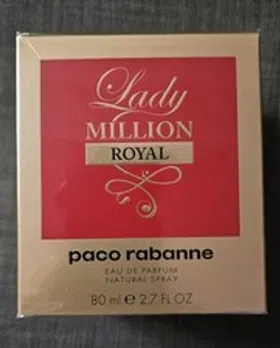 Lady
MILLION
ROYAL
paco rabanne
EAU DE PARFUM
NATURAL SPRAY
80 ml e 2.7 FL OZ